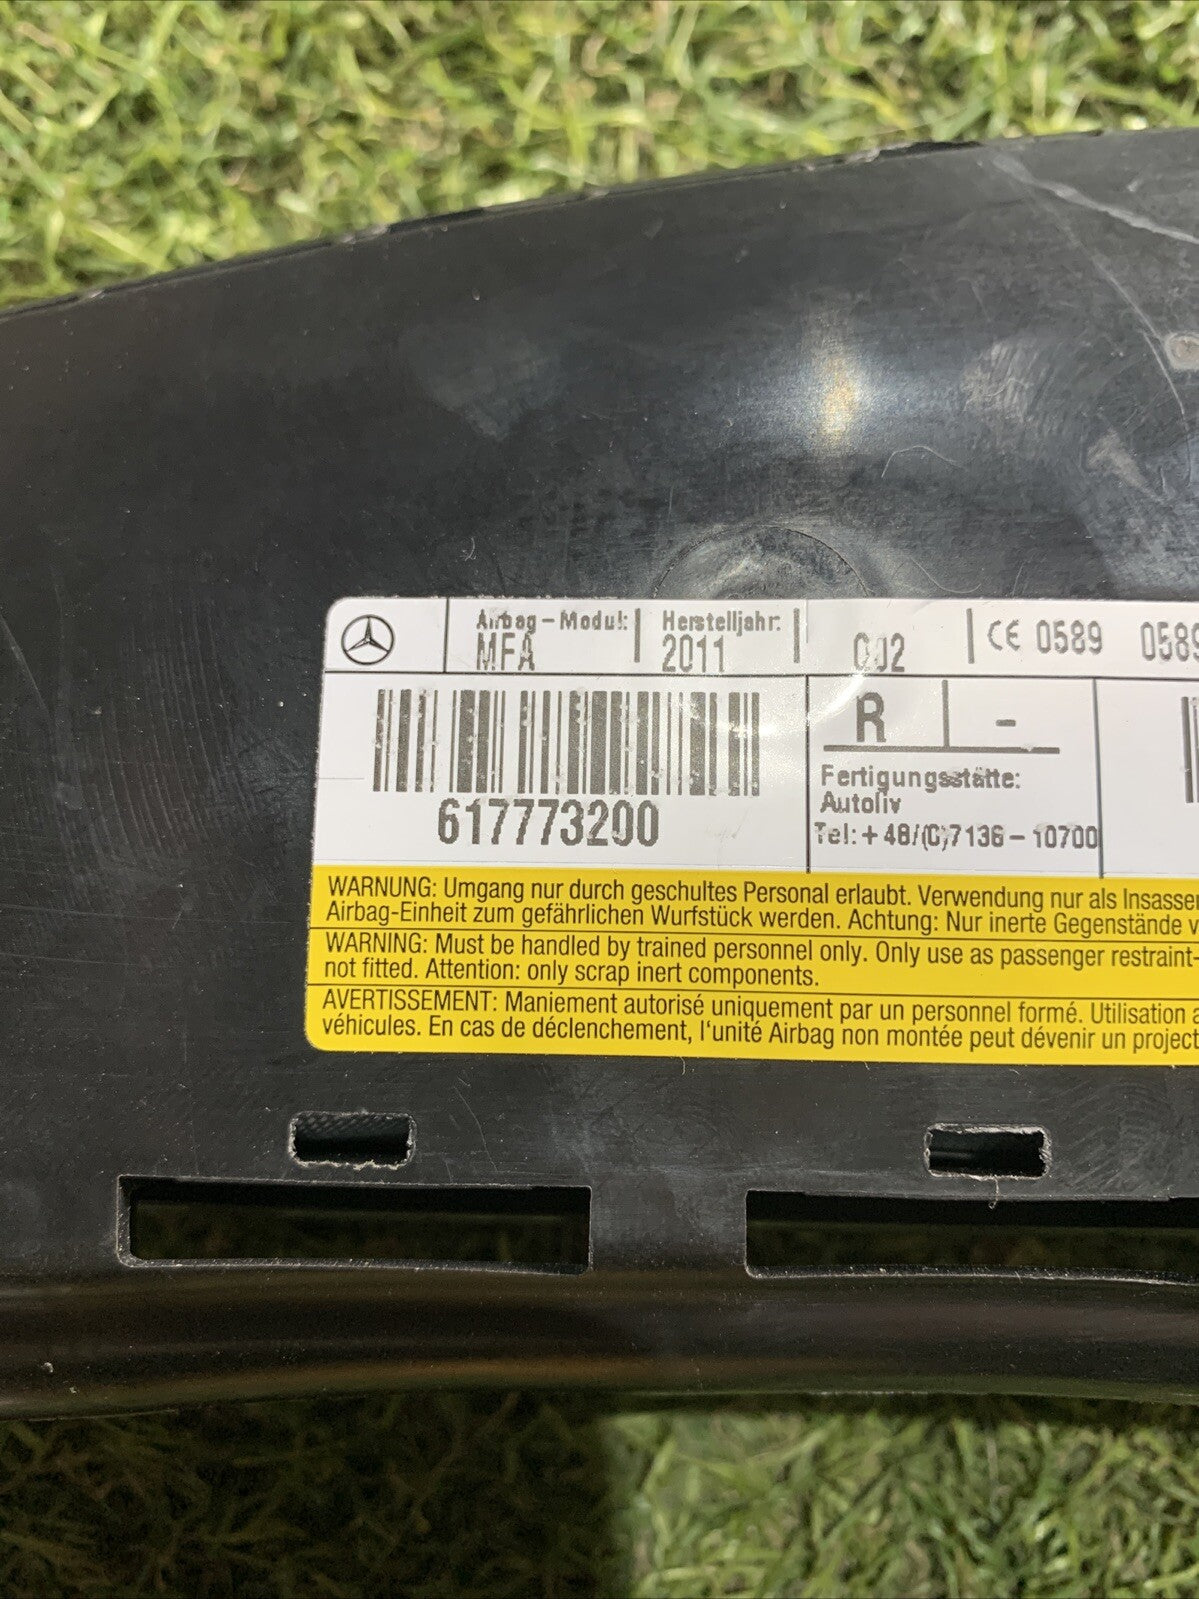 Airbag-Modul: Herstelljahr:
MFA 2011 002 CE 0589 0589
R -
617773200
Fertigungsstätte:
Autoliv
Tel:+48/(0)7136-10700
WARNUNG: Umgang nur durch geschultes Personal erlaubt. Verwendung nur als Insassen
Airbag-Einheit zum gefährlichen Wurfstück werden. Achtung: Nur inerte Gegenstände v
WARNING: Must be handled by trained personnel only. Only use as passenger restraint-
not fitted. Attention: only scrap inert components.
AVERTISSEMENT: Maniement autorisé uniquement par un personnel formé. Utilisation a
véhicules. En cas de déclenchement, l'unité Airbag non montée peut dévenir un project